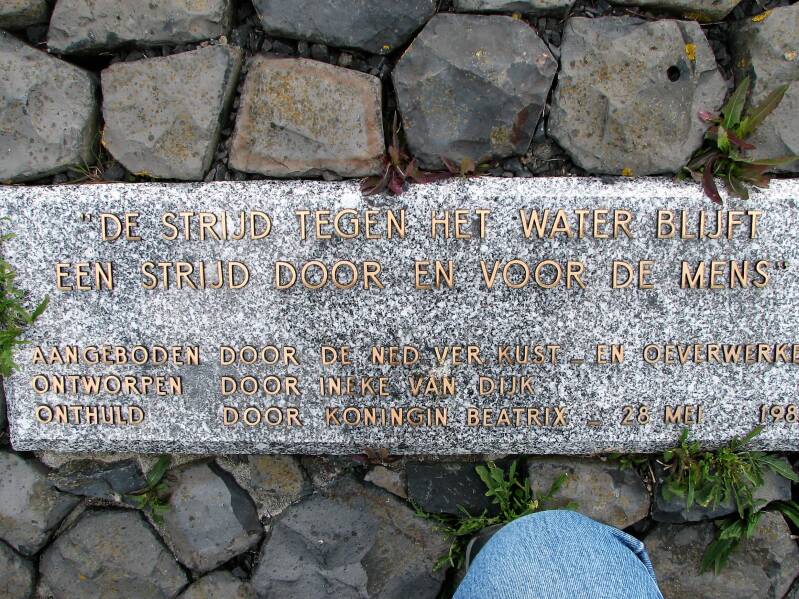 "DE STRIJD TEGEN HET WATER BLIJFT
EEN STRIJD DOOR EN VOOR DE MENS"
AANGEBODEN DOOR DE NED. VER. KUST - EN OEVERWERKE
ONTWORPEN DOOR INEKE VAN DIJK
ONTHULD DOOR KONINGIN BEATRIX - 28 MEI